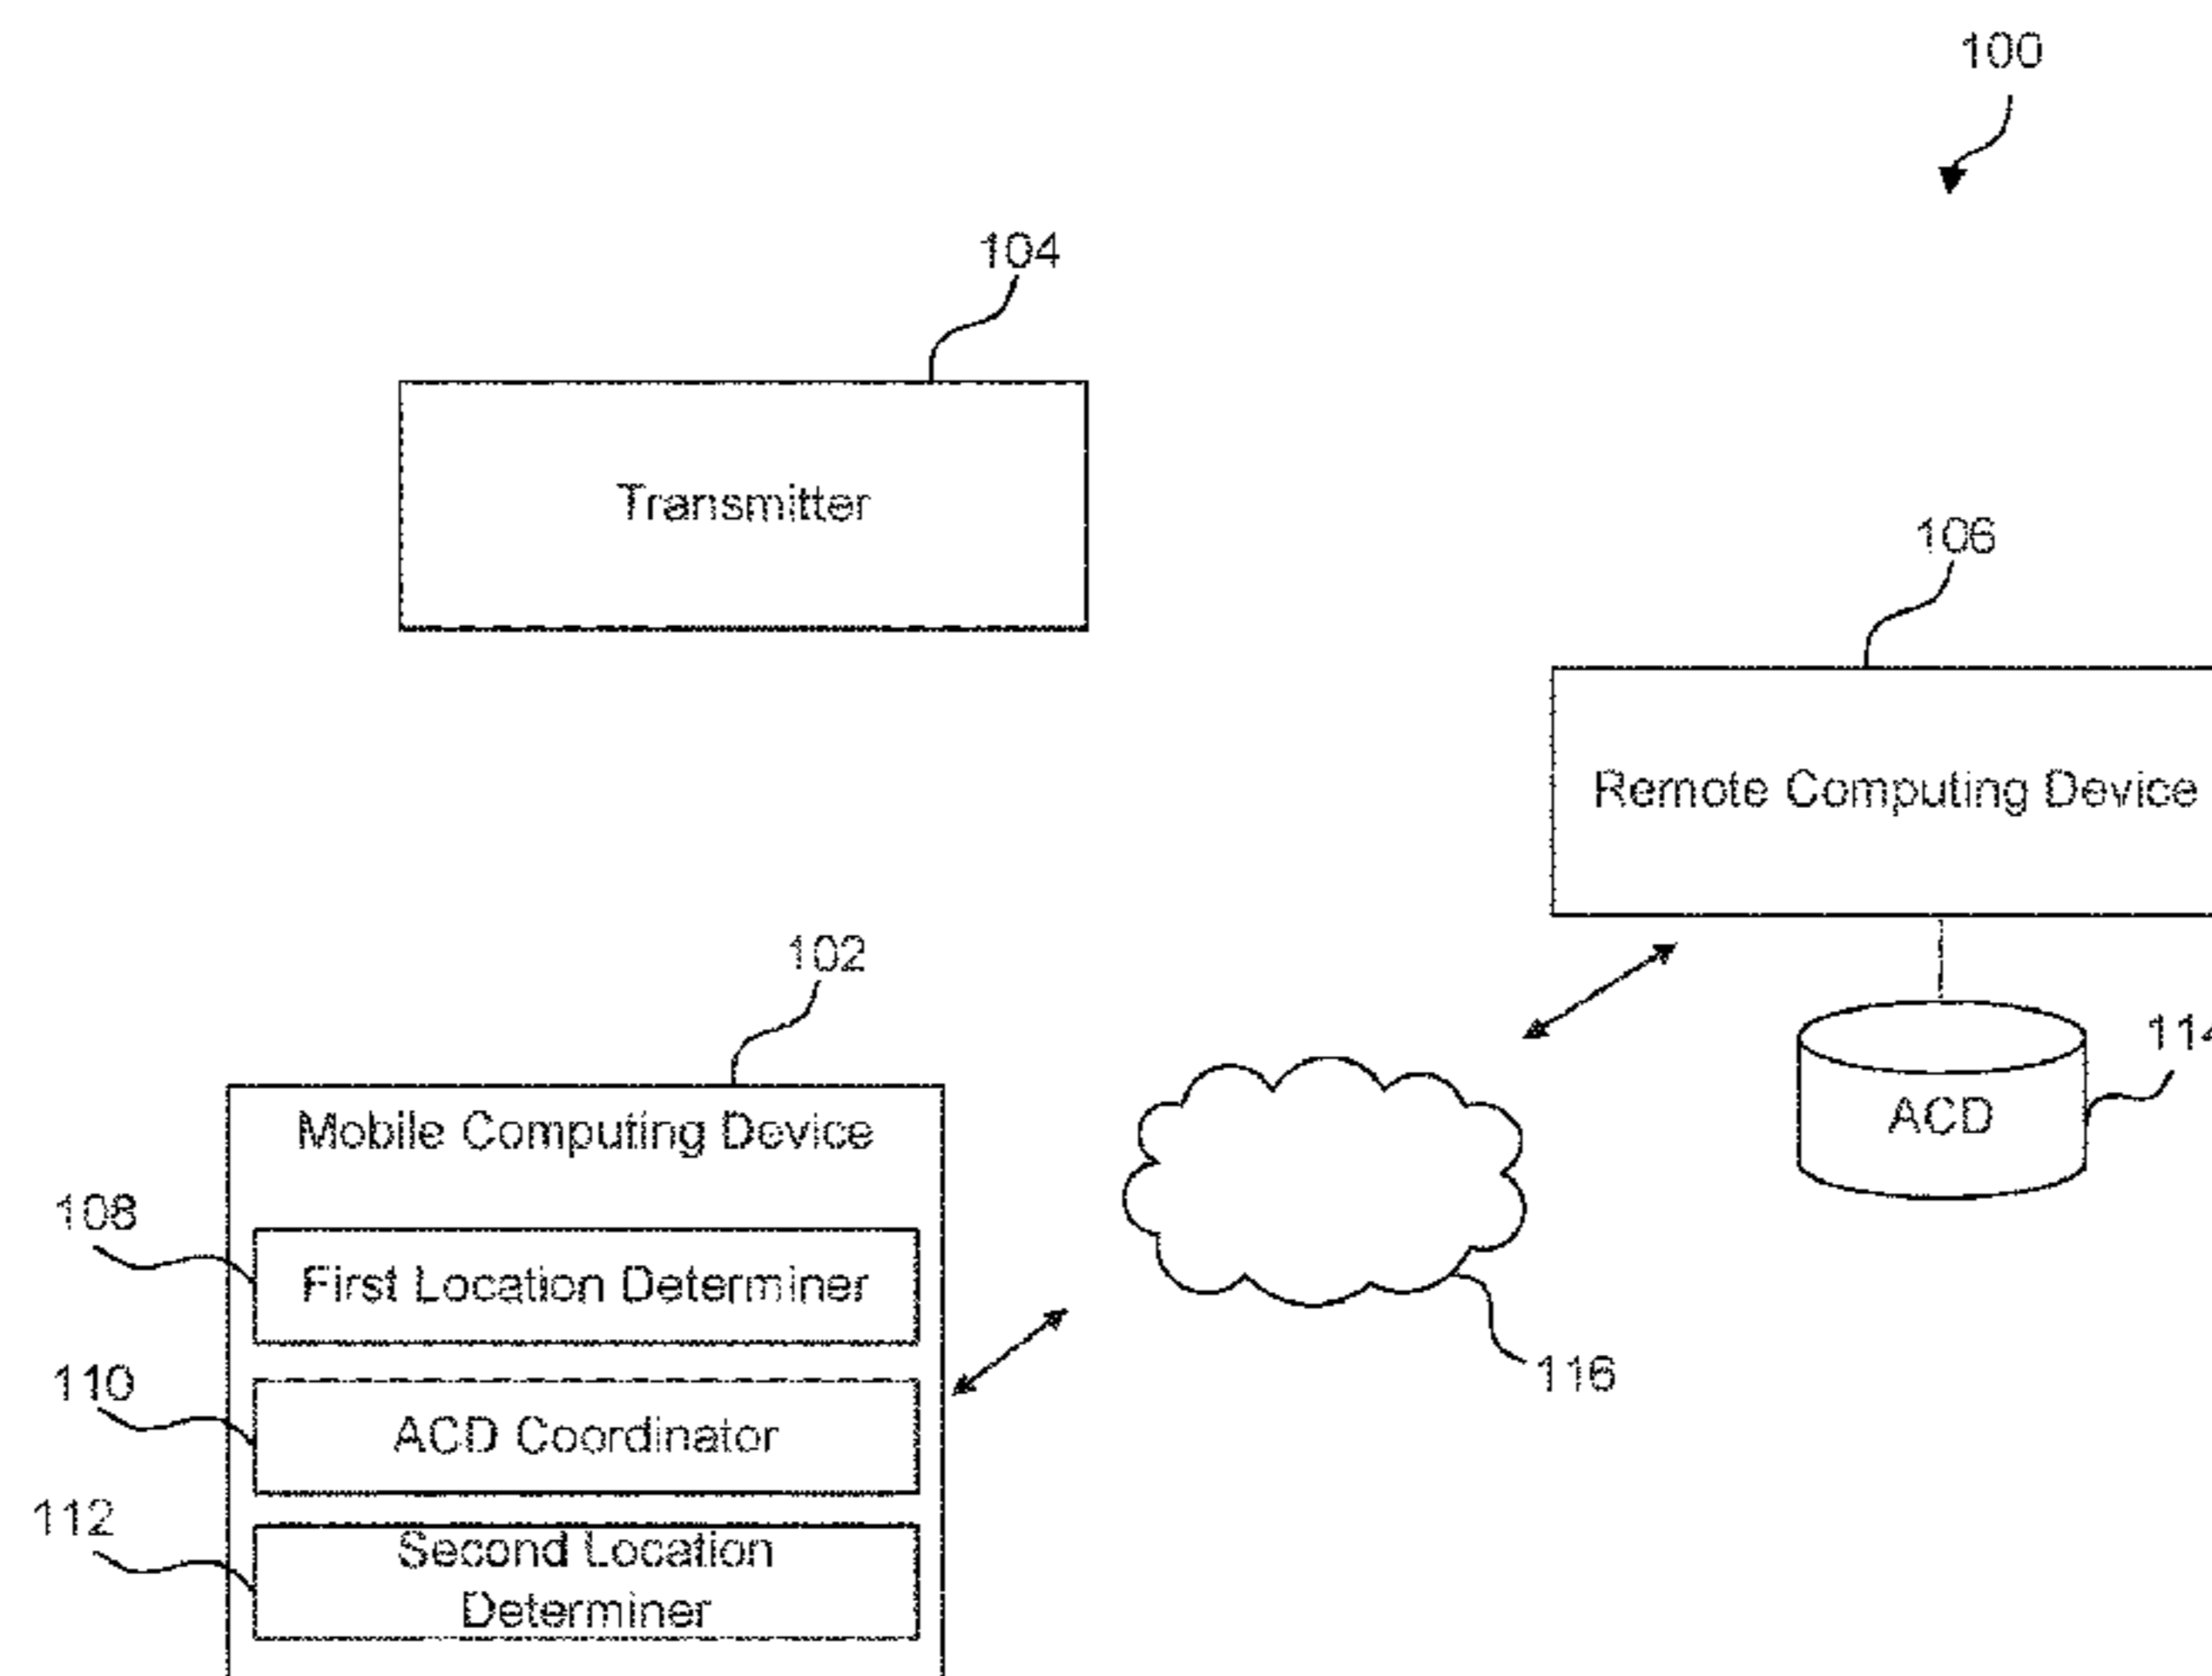 100
104
Transmitter
106
Remote Computing Device
102
Mobile Computing Device
114
ACD
108
First Location Determiner
116
110
ACD Coordinator
112
Second Location
Determiner